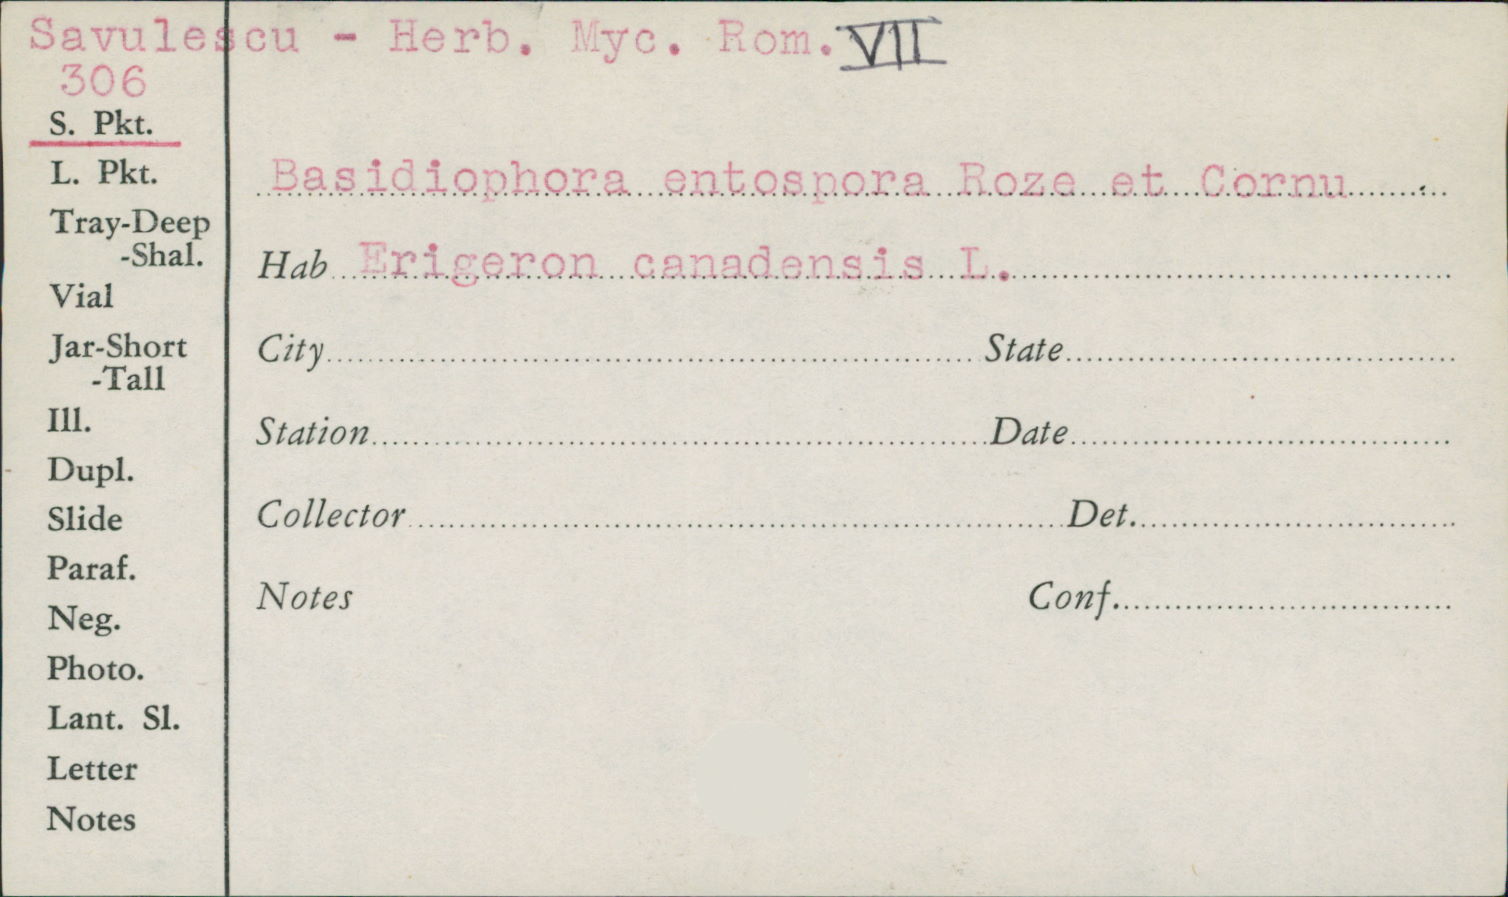 Savulescu - Herb. Myc. Rom. VII
306
S. Pkt.
L. Pkt.
Tray-Deep
-Shal.
Vial
Jar-Short
-Tall
Ill.
Dupl.
Slide
Paraf.
Neg.
Photo.
Lant. Sl.
Letter
Notes
Basidiophora entospora Roze et Cornu
Hab Erigeron canadensis L.
City State
Station Date
Collector Det.
Notes Conf.